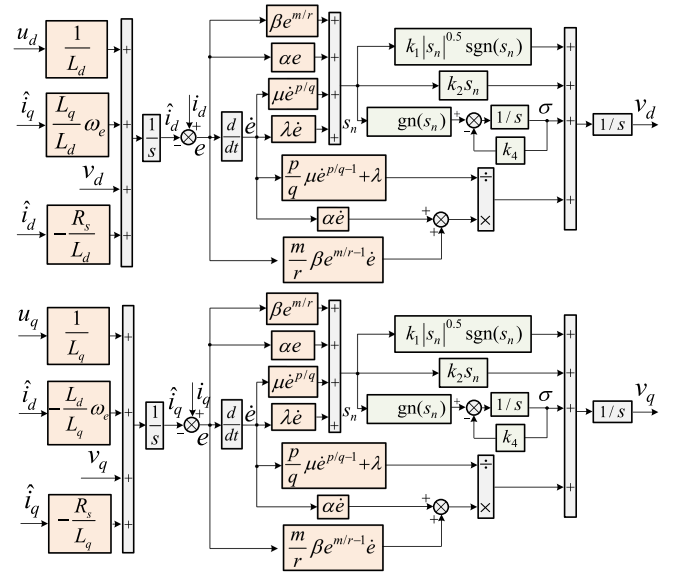 u_d
1/L_d
î_q
L_q/L_d ω_e
v_d
î_d
-R_s/L_d
+
+
+
+
1/s
î_d
i_d
+
-
e
d/dt
ė
βe^{m/r}
αe
μė^{p/q}
λė
+
+
+
+
s_n
k_1|s_n|^{0.5} sgn(s_n)
k_2 s_n
gn(s_n)
+
-
1/s
σ
k_4
p/q μė^{p/q-1}+λ
αė
m/r βe^{m/r-1}ė
+
+
÷
×
+
+
+
+
1/s
v_d
u_q
1/L_q
î_d
-L_d/L_q ω_e
v_q
î_q
-R_s/L_q
+
+
+
+
1/s
î_q
i_q
+
-
e
d/dt
ė
βe^{m/r}
αe
μė^{p/q}
λė
+
+
+
+
s_n
k_1|s_n|^{0.5} sgn(s_n)
k_2 s_n
gn(s_n)
+
-
1/s
σ
k_4
p/q μė^{p/q-1}+λ
αė
m/r βe^{m/r-1}ė
+
+
÷
×
+
+
+
+
1/s
v_q